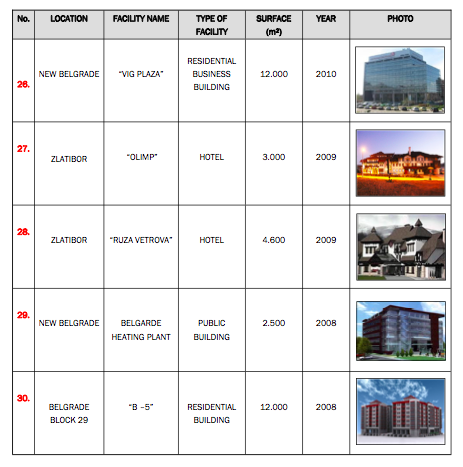 No. LOCATION FACILITY NAME TYPE OF FACILITY SURFACE (m²) YEAR PHOTO
26. NEW BELGRADE “VIG PLAZA” RESIDENTIAL BUSINESS BUILDING 12.000 2010
27. ZLATIBOR “OLIMP” HOTEL 3.000 2009
28. ZLATIBOR “RUZA VETROVA” HOTEL 4.600 2009
29. NEW BELGRADE BELGARDE HEATING PLANT PUBLIC BUILDING 2.500 2008
30. BELGRADE BLOCK 29 “B –5” RESIDENTIAL BUILDING 12.000 2008